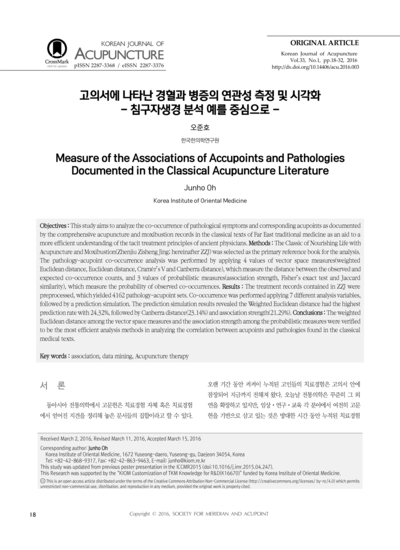 CrossMark
KOREAN JOURNAL OF
ACUPUNCTURE
pISSN 2287-3368 / eISSN 2287-3376
ORIGINAL ARTICLE
Korean Journal of Acupuncture
Vol.33, No.1, pp.18-32, 2016
http://dx.doi.org/10.14406/acu.2016.003
고의서에 나타난 경혈과 병증의 연관성 측정 및 시각화
- 침구자생경 분석 예를 중심으로 -
오준호
한국한의학연구원
Measure of the Associations of Accupoints and Pathologies
Documented in the Classical Acupuncture Literature
Junho Oh
Korea Institute of Oriental Medicine
Objectives : This study aims to analyze the co-occurrence of pathological symptoms and corresponding acupoints as documented
by the comprehensive acupuncture and moxibustion records in the classical texts of Far East traditional medicine as an aid to a
more efficient understanding of the tacit treatment principles of ancient physicians. Methods : The Classic of Nourishing Life with
Acupuncture and Moxibustion(Zhenjiu Zisheng Jing; hereinafter ZZJ) was selected as the primary reference book for the analysis.
The pathology-acupoint co-occurrence analysis was performed by applying 4 values of vector space measures(weighted
Euclidean distance, Euclidean distance, Cramér's V and Canberra distance), which measure the distance between the observed and
expected co-occurrence counts, and 3 values of probabilistic measures(association strength, Fisher's exact test and Jaccard
similarity), which measure the probability of observed co-occurrences. Results : The treatment records contained in ZZJ were
preprocessed, which yielded 4162 pathology-acupoint sets. Co-occurrence was performed applying 7 different analysis variables,
followed by a prediction simulation. The prediction simulation results revealed the Weighted Euclidean distance had the highest
prediction rate with 24.32%, followed by Canberra distance(23.14%) and association strength(21.29%). Conclusions : The weighted
Euclidean distance among the vector space measures and the association strength among the probabilistic measures were verified
to be the most efficient analysis methods in analyzing the correlation between acupoints and pathologies found in the classical
medical texts.
Key words : association, data mining, Acupuncture therapy
서 론
동아시아 전통의학에서 고문헌은 치료경험 자체 혹은 치료경험
에서 얻어진 지견을 정리해 놓은 문서들의 집합이라고 할 수 있다.
오랜 기간 동안 켜켜이 누적된 고인들의 치료경험은 고의서 안에
잠장되어 지금까지 전해져 왔다. 오늘날 전통의학은 꾸준히 그 외
연을 확장하고 있지만, 임상·연구·교육 각 분야에서 여전히 고문
헌을 기반으로 삼고 있는 것은 방대한 시간 동안 누적된 치료경험
Received March 2, 2016, Revised March 11, 2016, Accepted March 15, 2016
Corresponding author: Junho Oh
Korea Institute of Oriental Medicine, 1672 Yuseong-daero, Yuseong-gu, Daejeon 34054, Korea
Tel: +82-42-868-9317, Fax: +82-42-863-9463, E-mail: junho@kiom.re.kr
This study was updated from previous poster presentation in the ICCMR2015 (doi:10.1016/j.imr.2015.04.247).
This Research was supported by the "KIOM Customization of TKM Knowledge for R&D(K16670)" funded by Korea Institute of Oriental Medicine.
This is an open access article distributed under the terms of the Creative Commons Attribution Non-Commercial License (http://creativecommons.org/licenses/ by-nc/4.0) which permits
unrestricted non-commercial use, distribution, and reproduction in any medium, provided the original work is properly cited.
18
Copyright © 2016, SOCIETY FOR MERIDIAN AND ACUPOINT